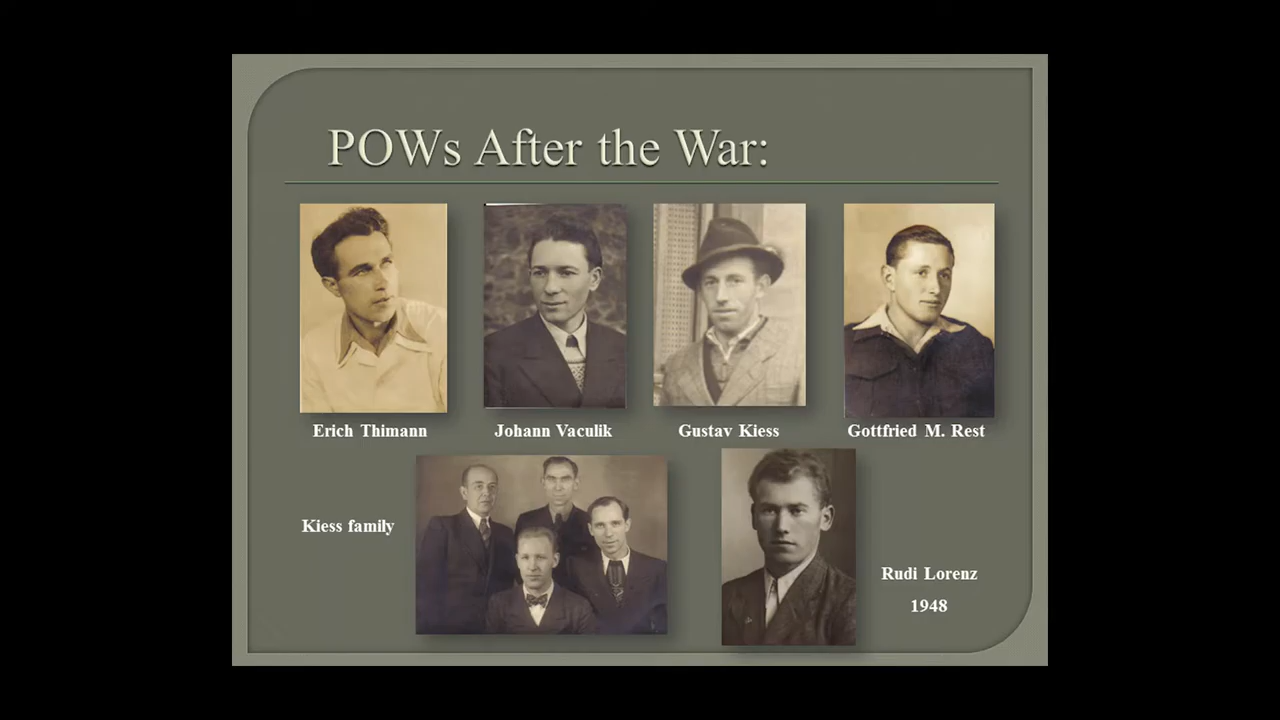 POWs After the War:
Erich Thimann
Johann Vaculik
Gustav Kiess
Gottfried M. Rest
Kiess family
Rudi Lorenz
1948